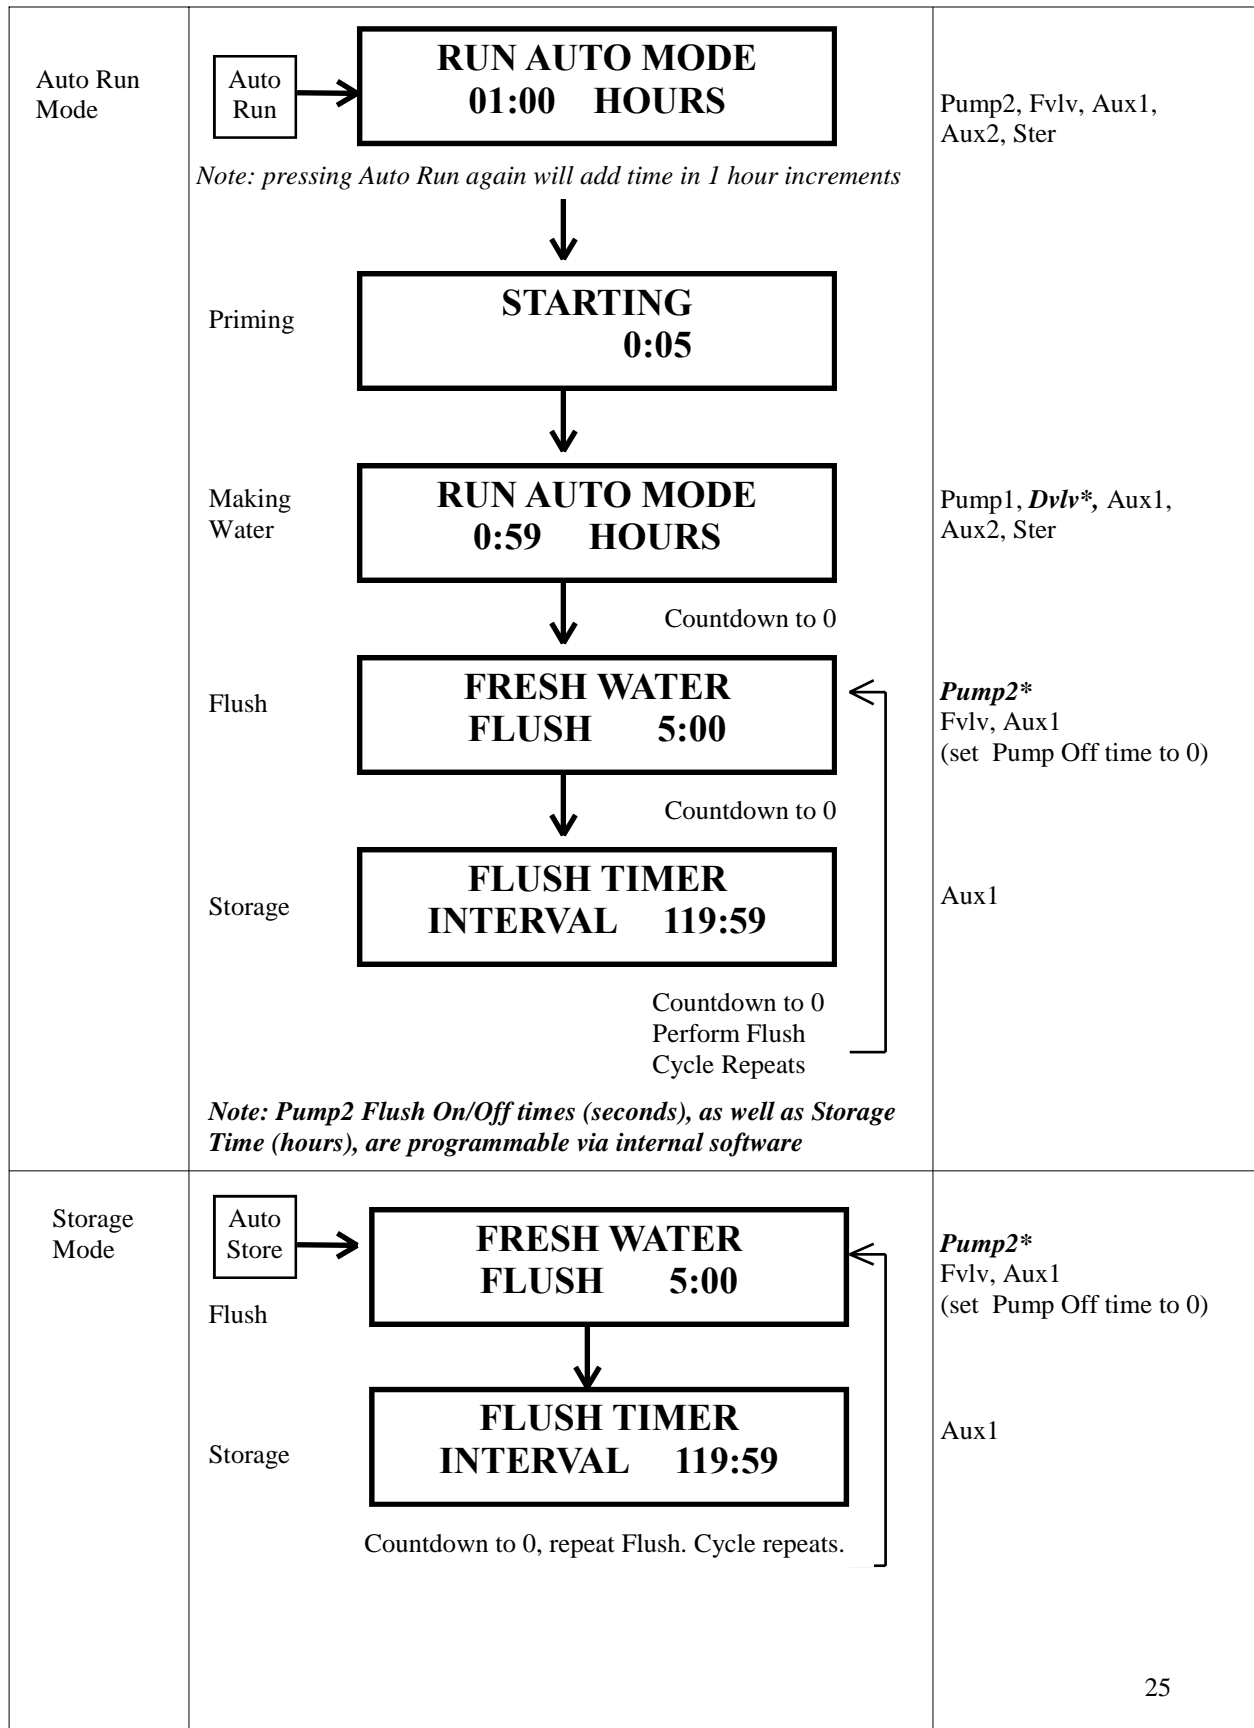 Auto Run
Mode
Auto
Run
RUN AUTO MODE
01:00 HOURS
Pump2, Fvlv, Aux1,
Aux2, Ster
Note: pressing Auto Run again will add time in 1 hour increments
Priming
STARTING
0:05
Making
Water
RUN AUTO MODE
0:59 HOURS
Pump1, Dvlv*, Aux1,
Aux2, Ster
Countdown to 0
Flush
FRESH WATER
FLUSH 5:00
Pump2*
Fvlv, Aux1
(set Pump Off time to 0)
Countdown to 0
Storage
FLUSH TIMER
INTERVAL 119:59
Aux1
Countdown to 0
Perform Flush
Cycle Repeats
Note: Pump2 Flush On/Off times (seconds), as well as Storage
Time (hours), are programmable via internal software
Storage
Mode
Auto
Store
Flush
FRESH WATER
FLUSH 5:00
Pump2*
Fvlv, Aux1
(set Pump Off time to 0)
Storage
FLUSH TIMER
INTERVAL 119:59
Aux1
Countdown to 0, repeat Flush. Cycle repeats.
25